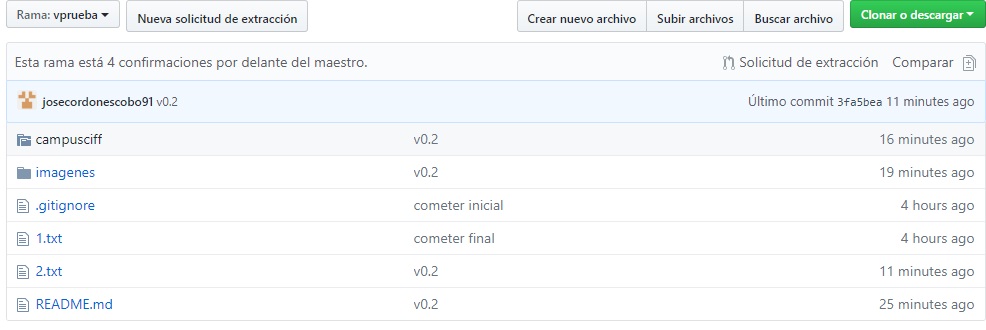 Rama: vprueba Nueva solicitud de extracción Crear nuevo archivo Subir archivos Buscar archivo Clonar o descargar
Esta rama está 4 confirmaciones por delante del maestro. Solicitud de extracción Comparar
josecordonescobo91 v0.2 Último commit 3fa5bea 11 minutes ago
campusciff v0.2 16 minutes ago
imagenes v0.2 19 minutes ago
.gitignore cometer inicial 4 hours ago
1.txt cometer final 4 hours ago
2.txt v0.2 11 minutes ago
README.md v0.2 25 minutes ago